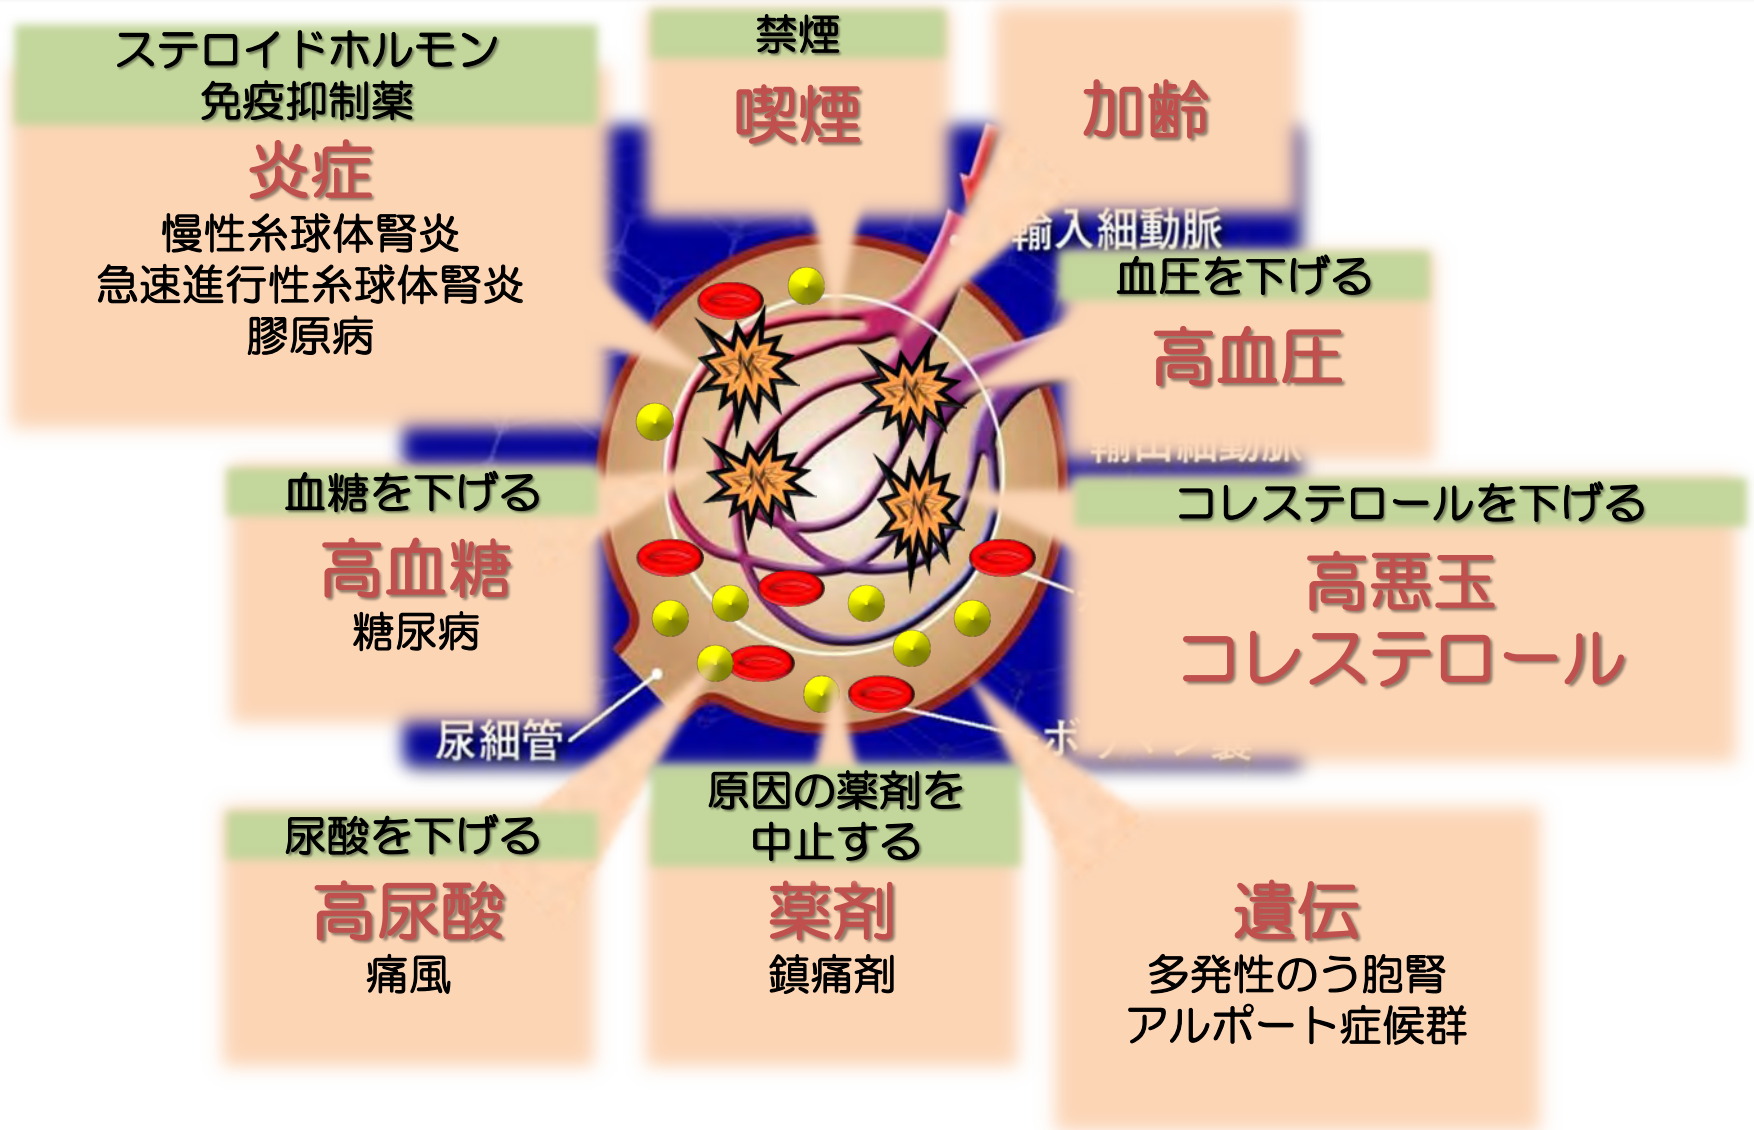 ステロイドホルモン
免疫抑制薬
炎症
慢性糸球体腎炎
急速進行性糸球体腎炎
膠原病
禁煙
喫煙
加齢
輸入細動脈
血圧を下げる
高血圧
輸出細動脈
血糖を下げる
高血糖
糖尿病
コレステロールを下げる
高悪玉
コレステロール
尿細管
尿酸を下げる
高尿酸
痛風
原因の薬剤を
中止する
薬剤
鎮痛剤
遺伝
多発性のう胞腎
アルポート症候群